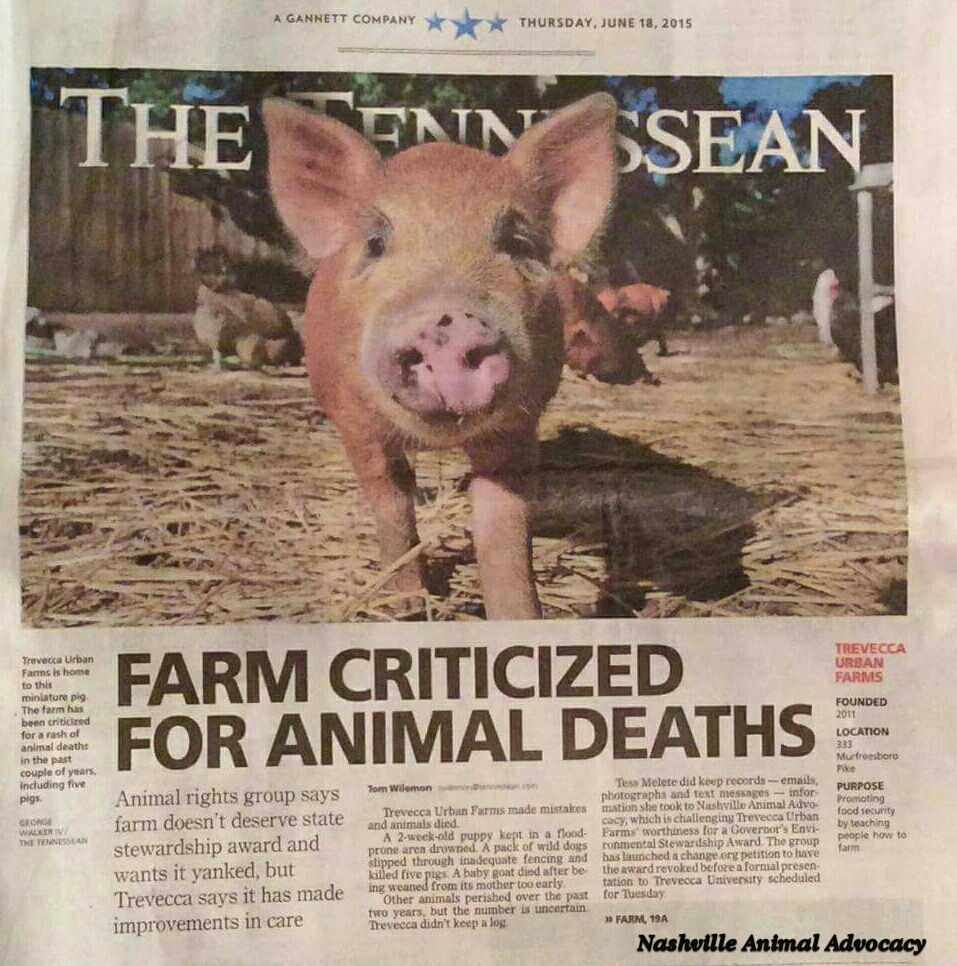 A GANNETT COMPANY
THURSDAY, JUNE 18, 2015
THE TENNESSEAN
Trevecca Urban
Farms is home
to this
miniature pig.
The farm has
been criticized
for a rash of
animal deaths
in the past
couple of years,
including five
pigs.
GEORGE
WALKER IV /
THE TENNESSEAN
FARM CRITICIZED
FOR ANIMAL DEATHS
Animal rights group says
farm doesn't deserve state
stewardship award and
wants it yanked, but
Trevecca says it has made
improvements in care
Tom Wilemon
Trevecca Urban Farms made mistakes
and animals died.
A 2-week-old puppy kept in a flood-
prone area drowned. A pack of wild dogs
slipped through inadequate fencing and
killed five pigs. A baby goat died after be-
ing weaned from its mother too early.
Other animals perished over the past
two years, but the number is uncertain.
Trevecca didn't keep a log.
Tess Melete did keep records — emails,
photographs and text messages — infor-
mation she took to Nashville Animal Advo-
cacy, which is challenging Trevecca Urban
Farms' worthiness for a Governor's Envi-
ronmental Stewardship Award. The group
has launched a change.org petition to have
the award revoked before a formal presen-
tation to Trevecca University scheduled
for Tuesday.
» FARM, 19A
TREVECCA
URBAN
FARMS
FOUNDED
2011
LOCATION
333
Murfreesboro
Pike
PURPOSE
Promoting
food security
by teaching
people how to
farm
Nashville Animal Advocacy